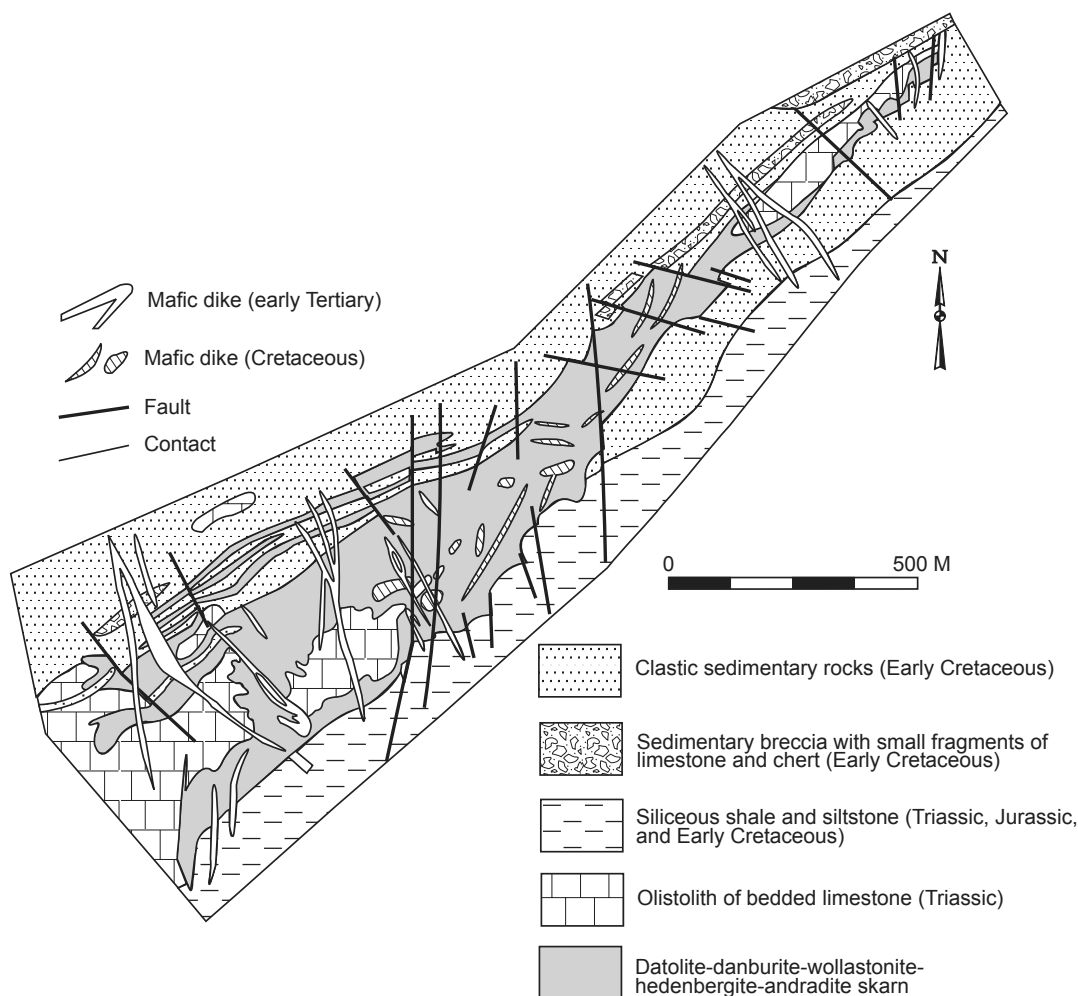 N
Mafic dike (early Tertiary)
Mafic dike (Cretaceous)
Fault
Contact
0 500 M
Clastic sedimentary rocks (Early Cretaceous)
Sedimentary breccia with small fragments of
limestone and chert (Early Cretaceous)
Siliceous shale and siltstone (Triassic, Jurassic,
and Early Cretaceous)
Olistolith of bedded limestone (Triassic)
Datolite-danburite-wollastonite-
hedenbergite-andradite skarn